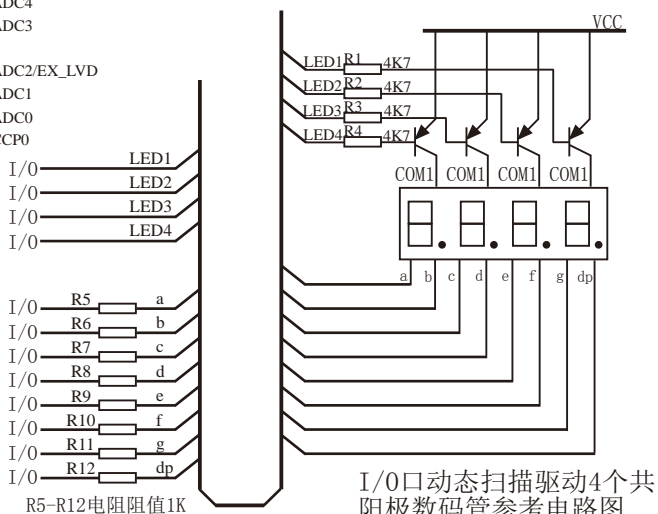 ADC4
ADC3
ADC2/EX_LVD
ADC1
ADC0
CCP0
I/O LED1
I/O LED2
I/O LED3
I/O LED4
I/O R5 a
I/O R6 b
I/O R7 c
I/O R8 d
I/O R9 e
I/O R10 f
I/O R11 g
I/O R12 dp
R5-R12电阻阻值1K
VCC
LED1 R1 4K7
LED2 R2 4K7
LED3 R3 4K7
LED4 R4 4K7
COM1 COM1 COM1 COM1
a b c d e f g dp
I/O口动态扫描驱动4个共
阳极数码管参考电路图